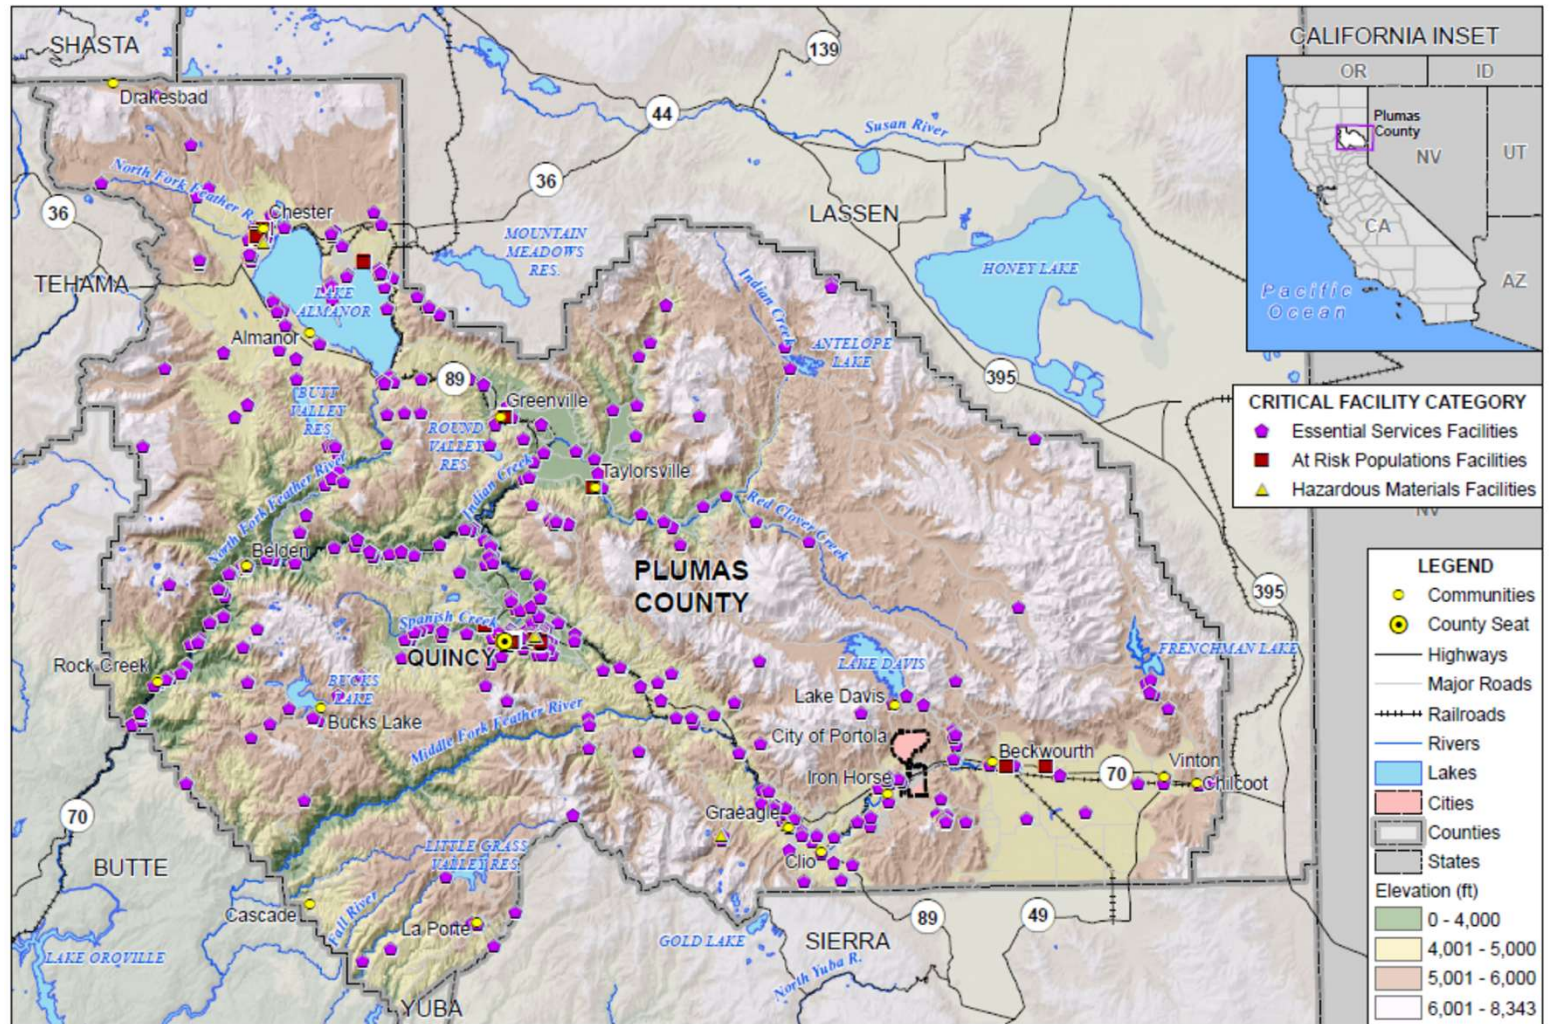 SHASTA
Drakesbad
139
44
Susan River
36
North Fork Feather R.
36
Chester
LASSEN
MOUNTAIN
MEADOWS
RES.
TEHAMA
HONEY LAKE
LAKE
ALMANOR
Indian Creek
Almanor
ANTELOPE
LAKE
89
395
BUTT
VALLEY
RES.
Greenville
ROUND
VALLEY
RES.
Taylorsville
Indian Creek
North Fork Feather River
Red Clover Creek
Belden
PLUMAS
COUNTY
395
Spanish Creek
QUINCY
Rock Creek
LAKE DAVIS
FRENCHMAN LAKE
BUCKS
LAKE
Lake Davis
Bucks Lake
Middle Fork Feather River
City of Portola
Beckwourth
Vinton
Iron Horse
70
Chilcoot
Graeagle
70
LITTLE GRASS
VALLEY RES.
Clio
BUTTE
Cascade
Fall River
La Porte
89
49
GOLD LAKE
SIERRA
LAKE OROVILLE
North Yuba R.
YUBA
CALIFORNIA INSET
OR
ID
Plumas
County
NV
UT
CA
AZ
Pacific
Ocean
CRITICAL FACILITY CATEGORY
Essential Services Facilities
At Risk Populations Facilities
Hazardous Materials Facilities
NV
LEGEND
Communities
County Seat
Highways
Major Roads
Railroads
Rivers
Lakes
Cities
Counties
States
Elevation (ft)
0 - 4,000
4,001 - 5,000
5,001 - 6,000
6,001 - 8,343